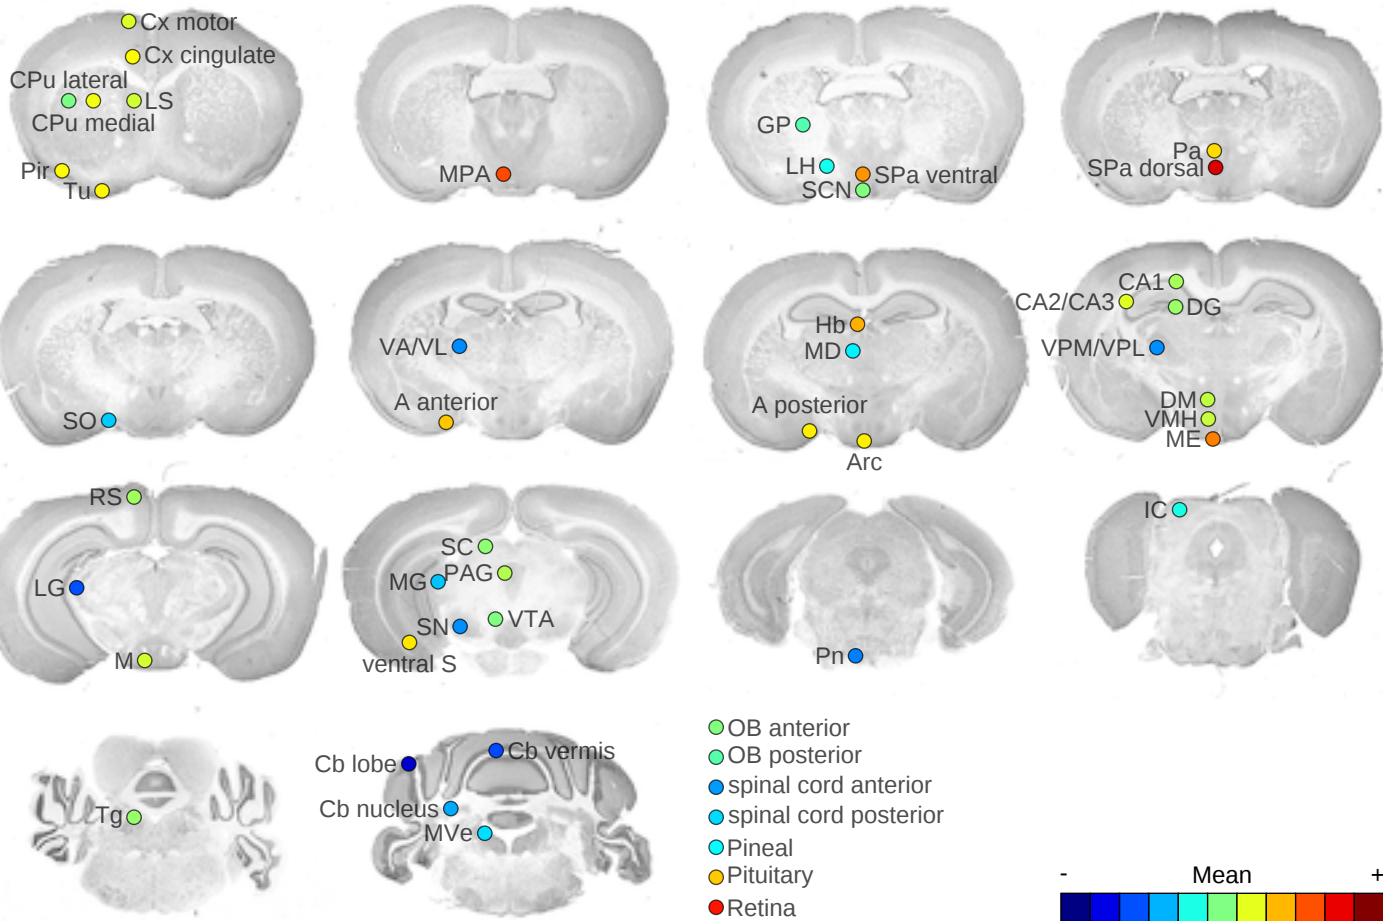 Cx motor
Cx cingulate
CPu lateral
LS
CPu medial
Pir
Tu
MPA
GP
LH
SPa ventral
SCN
Pa
SPa dorsal
SO
VA/VL
A anterior
Hb
MD
A posterior
Arc
CA1
CA2/CA3
DG
VPM/VPL
DM
VMH
ME
RS
LG
M
SC
MG
PAG
SN
VTA
ventral S
Pn
IC
Tg
Cb lobe
Cb vermis
Cb nucleus
MVe
OB anterior
OB posterior
spinal cord anterior
spinal cord posterior
Pineal
Pituitary
Retina
- Mean +